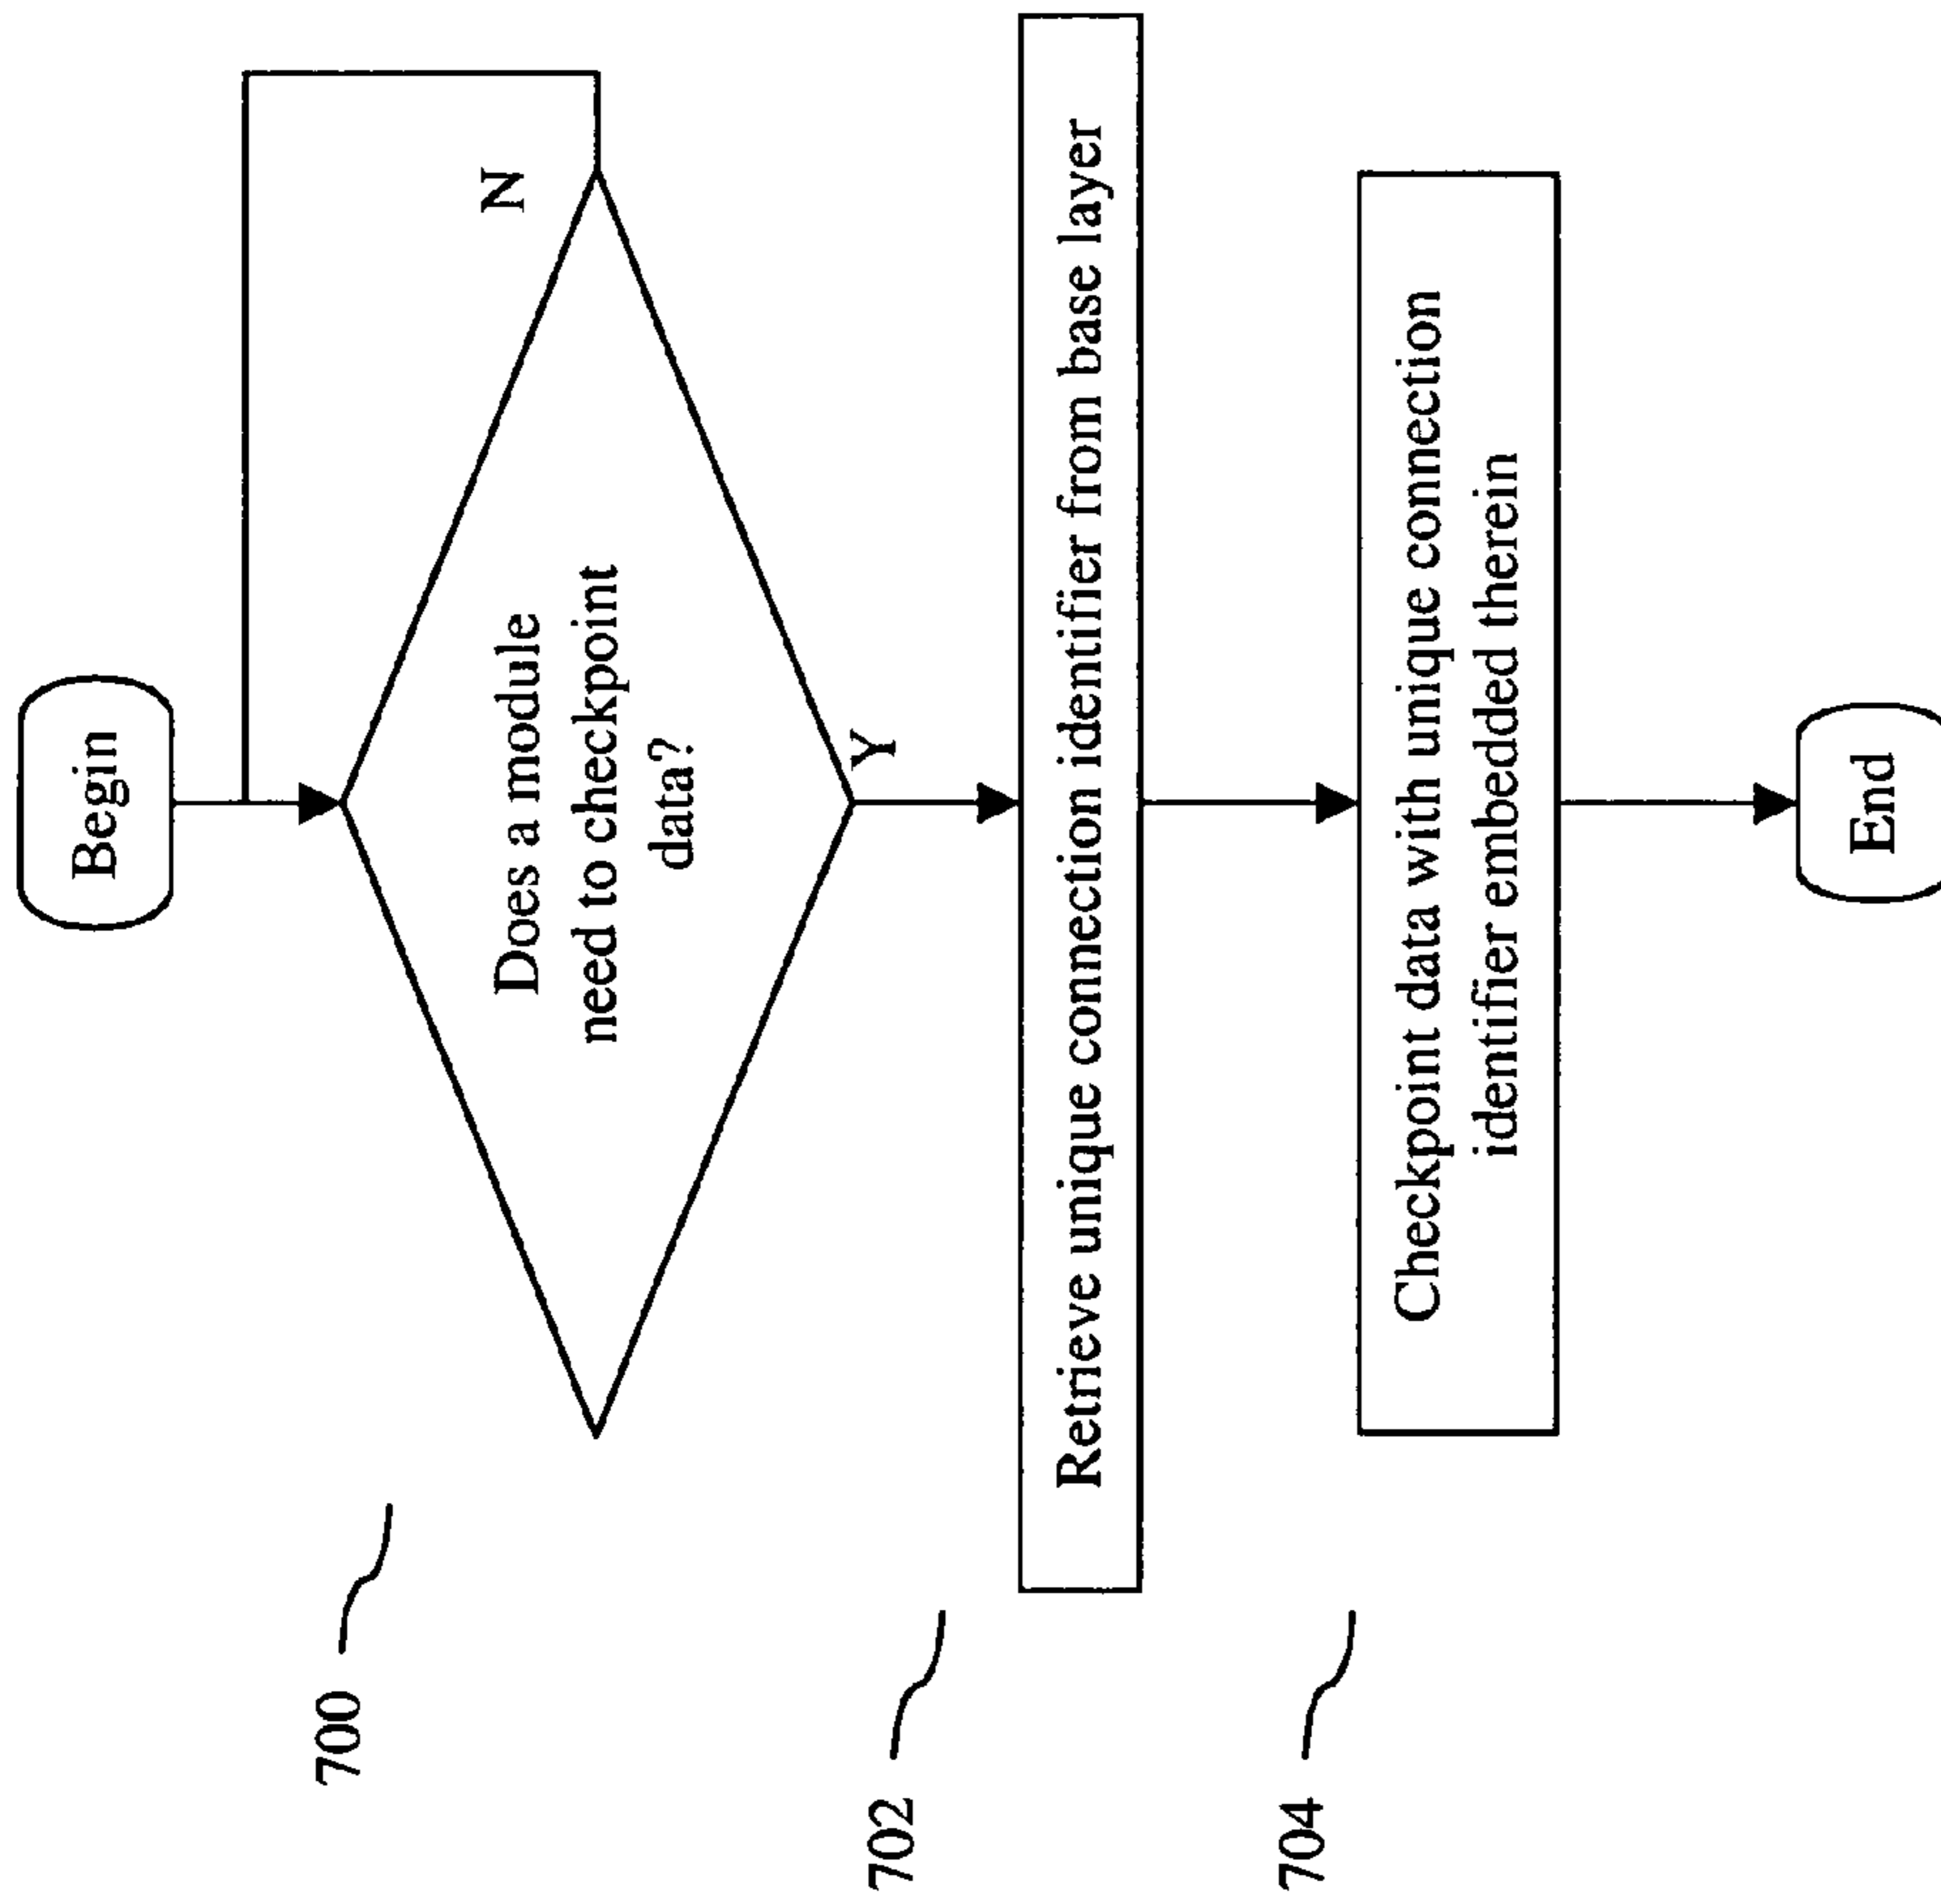 Begin
700
Does a module
need to checkpoint
data?
N
Y
702
Retrieve unique connection identifier from base layer
704
Checkpoint data with unique connection
identifier embedded therein
End